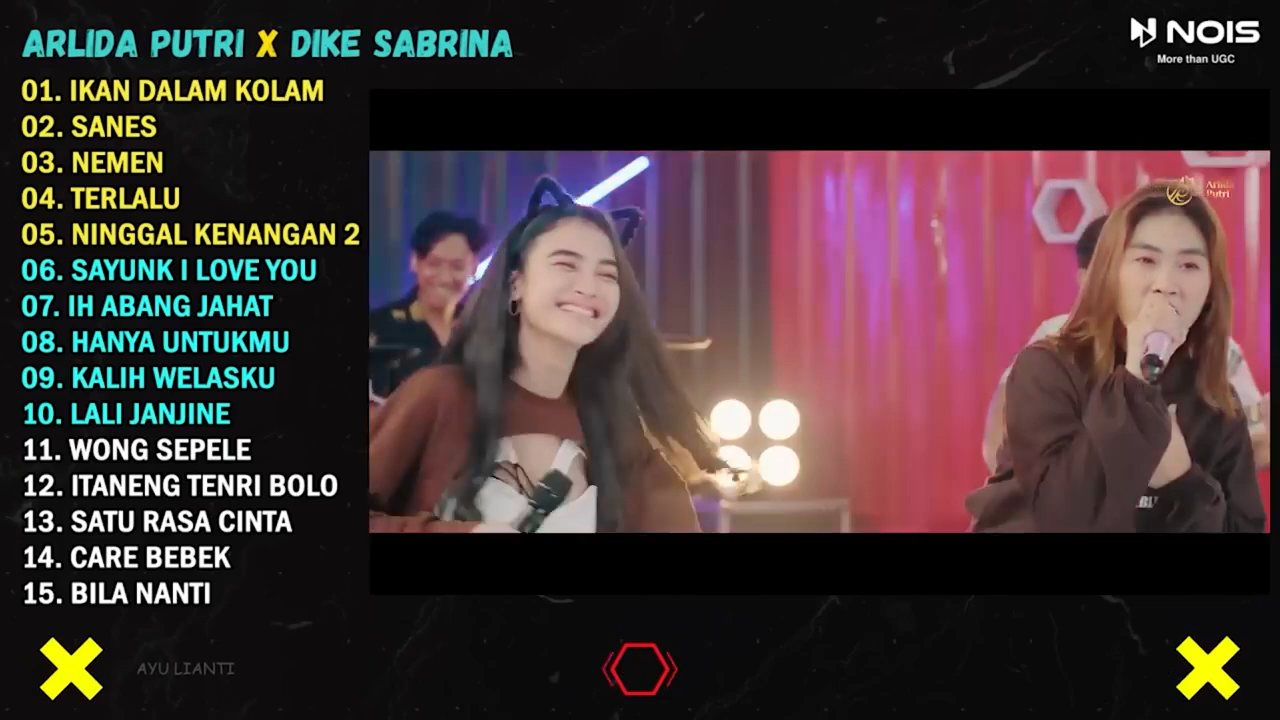 ARLIDA PUTRI X DIKE SABRINA
NOIS
More than UGC
01. IKAN DALAM KOLAM
02. SANES
03. NEMEN
04. TERLALU
05. NINGGAL KENANGAN 2
06. SAYUNK I LOVE YOU
07. IH ABANG JAHAT
08. HANYA UNTUKMU
09. KALIH WELASKU
10. LALI JANJINE
11. WONG SEPELE
12. ITANENG TENRI BOLO
13. SATU RASA CINTA
14. CARE BEBEK
15. BILA NANTI
Arlida
Putri
AYU LIANTI